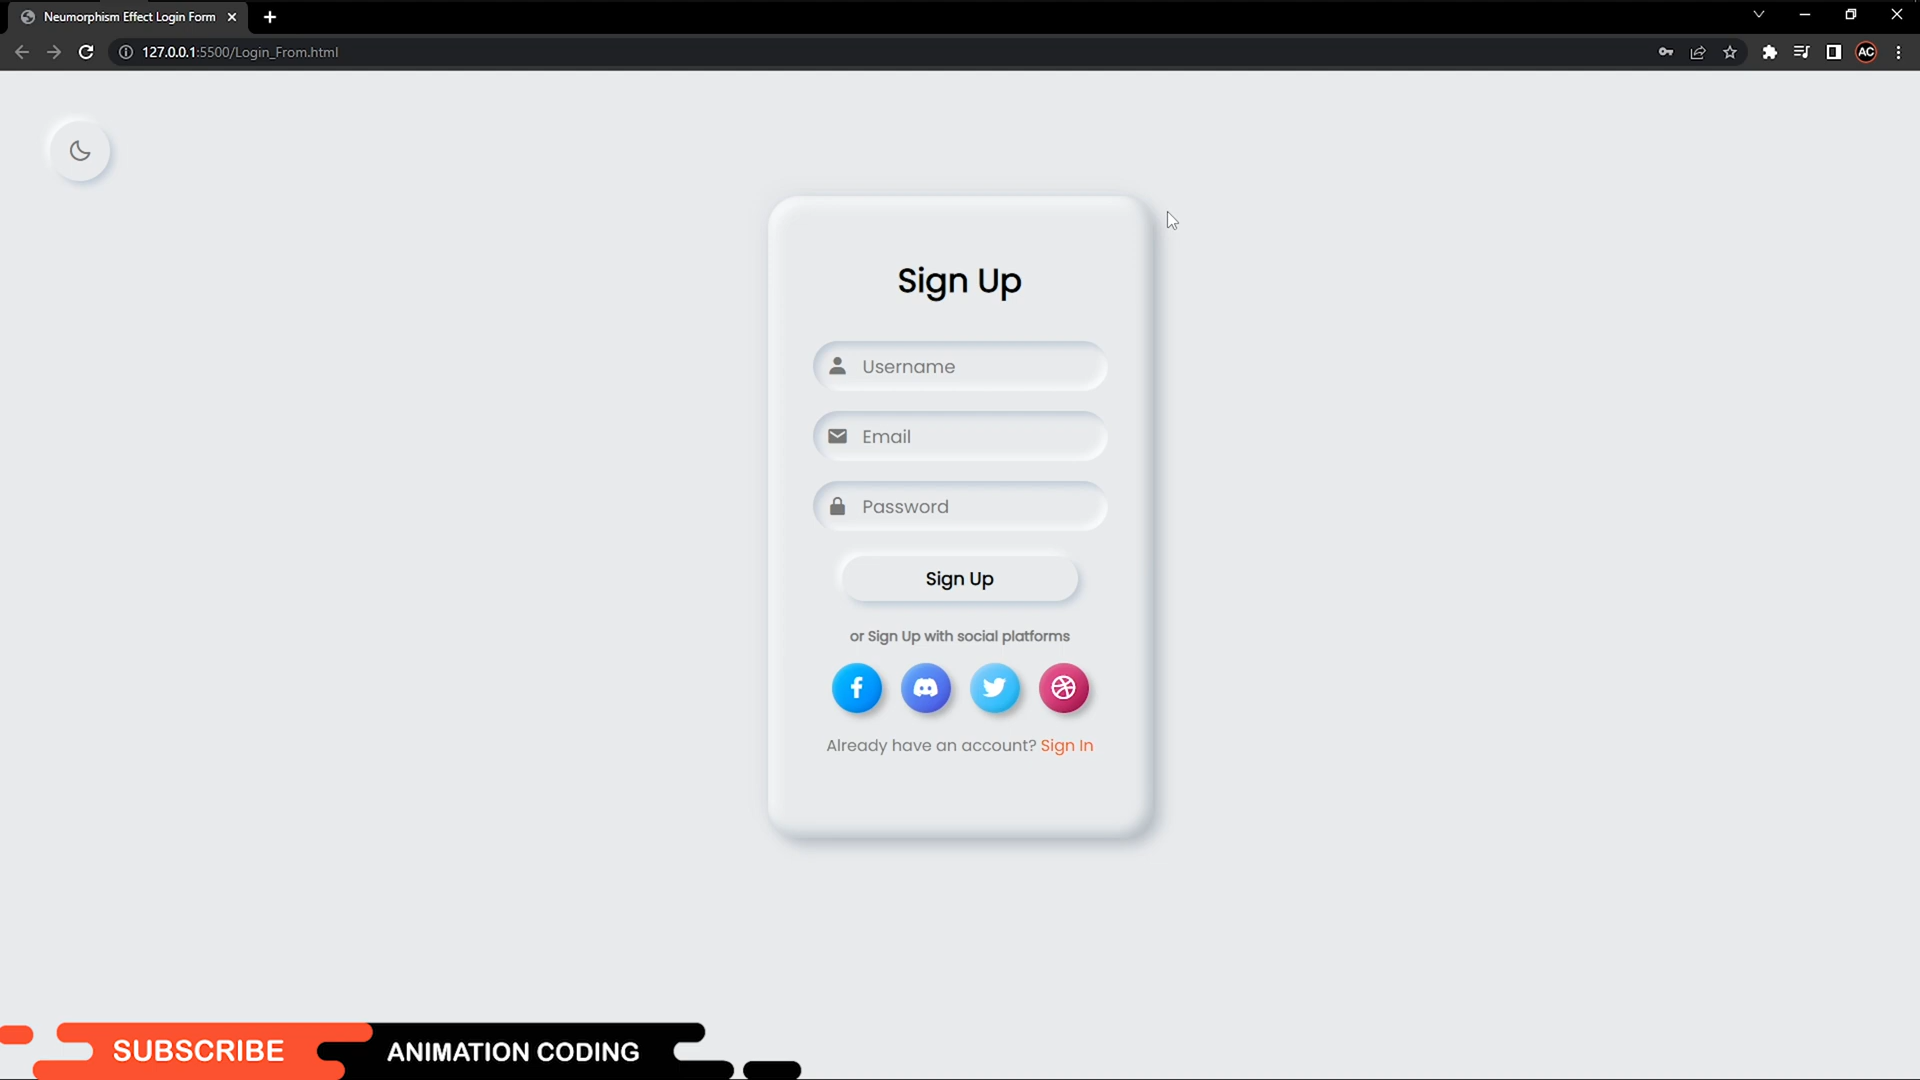 Neumorphism Effect Login Form
127.0.0.1:5500/Login_From.html
AC
Sign Up
Username
Email
Password
Sign Up
or Sign Up with social platforms
Already have an account? Sign In
SUBSCRIBE
ANIMATION CODING